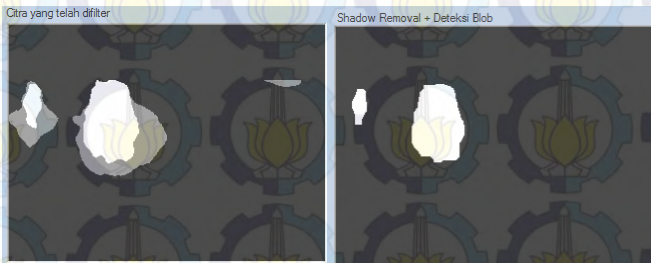 Citra yang telah difilter
Shadow Removal + Deteksi Blob